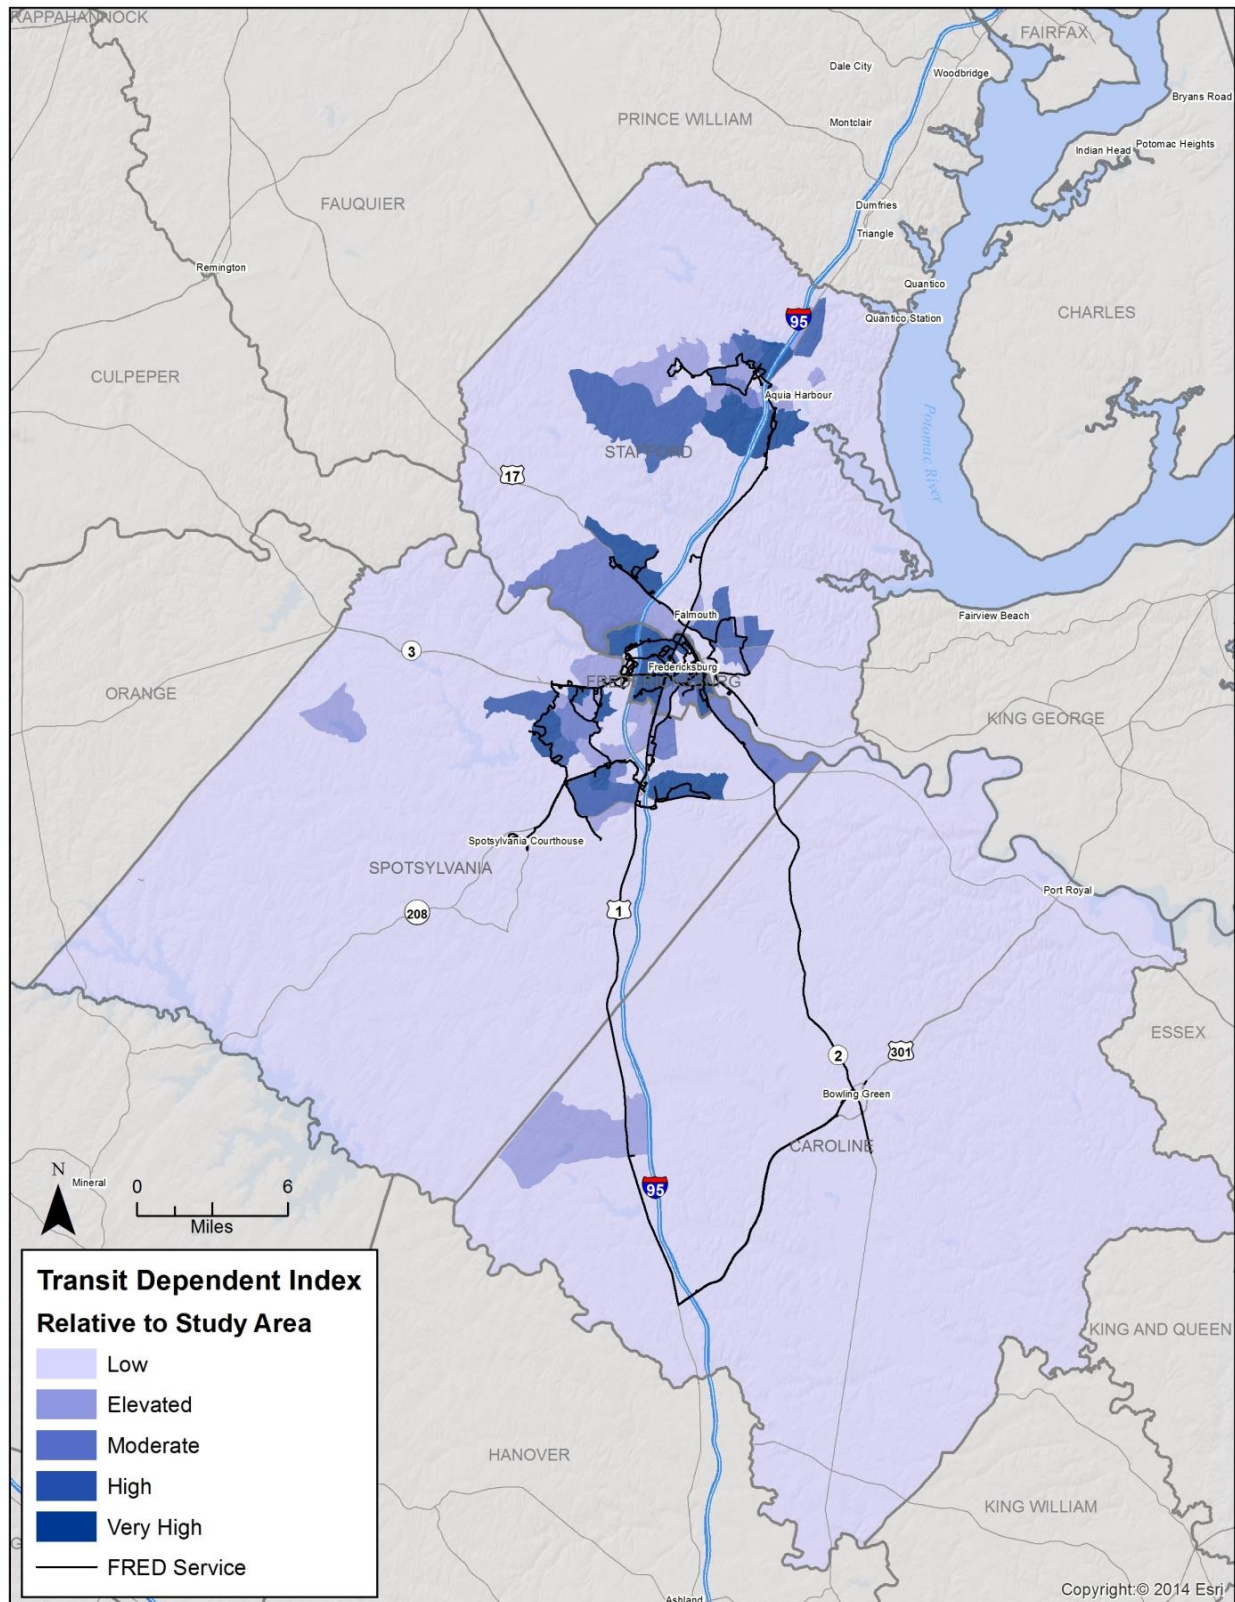 RAPPAHANNOCK
FAIRFAX
Dale City
Woodbridge
Bryans Road
PRINCE WILLIAM
Montclair
Potomac Heights
Indian Head
FAUQUIER
Dumfries
Triangle
Remington
Quantico
CHARLES
95
Quantico Station
CULPEPER
Aquia Harbour
Potomac River
STAFFORD
17
Falmouth
Fairview Beach
3
Fredericksburg
FREDERICKSBURG
ORANGE
KING GEORGE
Spotsylvania Courthouse
SPOTSYLVANIA
Port Royal
208
1
ESSEX
2
301
Bowling Green
CAROLINE
N
Mineral
0 6
Miles
95
Transit Dependent Index
Relative to Study Area
Low
Elevated
Moderate
High
Very High
FRED Service
KING AND QUEEN
HANOVER
KING WILLIAM
Copyright:© 2014 Esri
Ashland